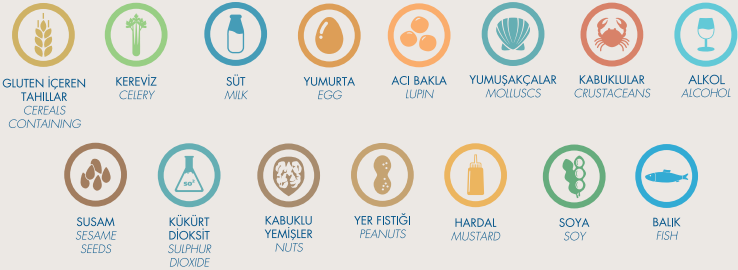 GLUTEN İÇEREN
TAHILLAR
CEREALS
CONTAINING
KEREVİZ
CELERY
SÜT
MILK
YUMURTA
EGG
ACI BAKLA
LUPIN
YUMUŞAKÇALAR
MOLLUSCS
KABUKLULAR
CRUSTACEANS
ALKOL
ALCOHOL
SUSAM
SESAME
SEEDS
SO²
KÜKÜRT
DİOKSİT
SULPHUR
DIOXIDE
KABUKLU
YEMİŞLER
NUTS
YER FISTIĞI
PEANUTS
HARDAL
MUSTARD
SOYA
SOY
BALIK
FISH